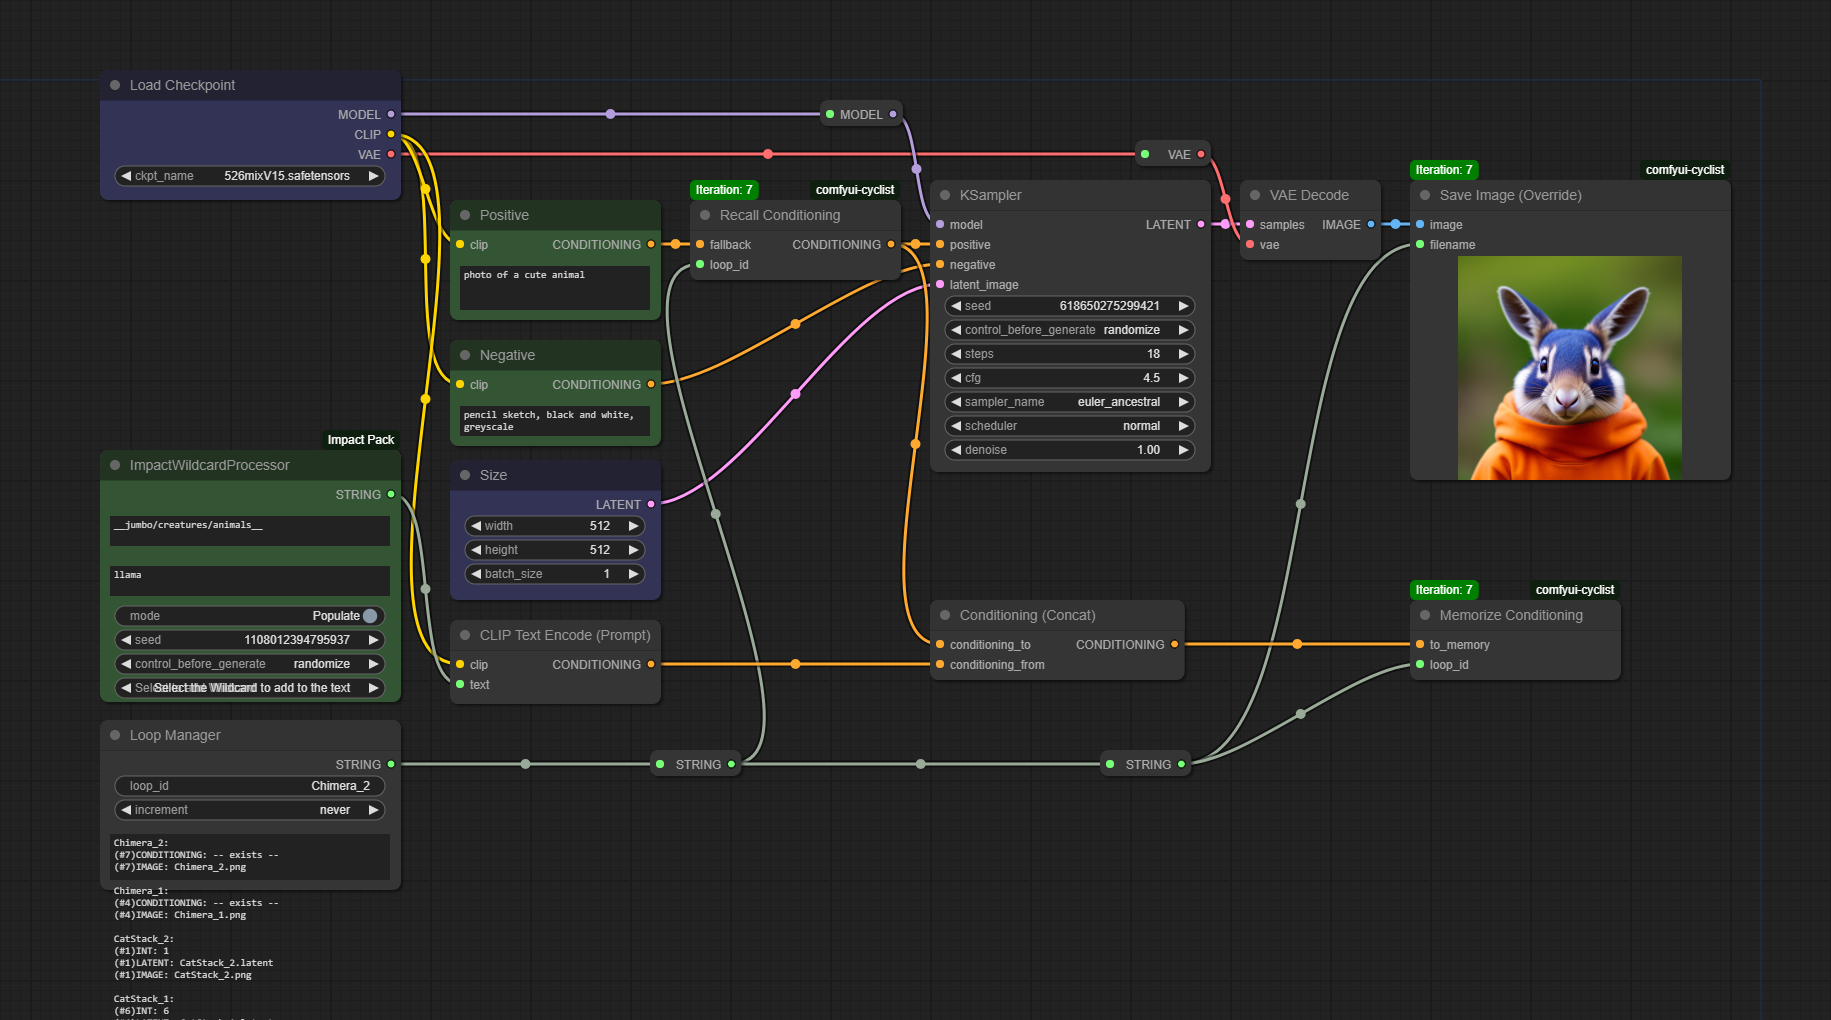 Load Checkpoint
MODEL
CLIP
VAE
ckpt_name 526mixV15.safetensors
MODEL
VAE
Positive
clip CONDITIONING
photo of a cute animal
Iteration: 7 comfyui-cyclist
Recall Conditioning
fallback CONDITIONING
loop_id
KSampler
model LATENT
positive
negative
latent_image
seed 618650275299421
control_before_generate randomize
steps 18
cfg 4.5
sampler_name euler_ancestral
scheduler normal
denoise 1.00
VAE Decode
samples IMAGE
vae
Iteration: 7 comfyui-cyclist
Save Image (Override)
image
filename
Negative
clip CONDITIONING
pencil sketch, black and white,
greyscale
Impact Pack
ImpactWildcardProcessor
STRING
__jumbo/creatures/animals__
llama
mode Populate
seed 1108012394795937
control_before_generate randomize
Select the Wildcard to add to the text
Size
LATENT
width 512
height 512
batch_size 1
CLIP Text Encode (Prompt)
clip CONDITIONING
text
Conditioning (Concat)
conditioning_to CONDITIONING
conditioning_from
Iteration: 7 comfyui-cyclist
Memorize Conditioning
to_memory
loop_id
Loop Manager
STRING
loop_id Chimera_2
increment never
STRING
STRING
Chimera_2:
(#7)CONDITIONING: -- exists --
(#7)IMAGE: Chimera_2.png
Chimera_1:
(#4)CONDITIONING: -- exists --
(#4)IMAGE: Chimera_1.png
CatStack_2:
(#1)INT: 1
(#1)LATENT: CatStack_2.latent
(#1)IMAGE: CatStack_2.png
CatStack_1:
(#6)INT: 6